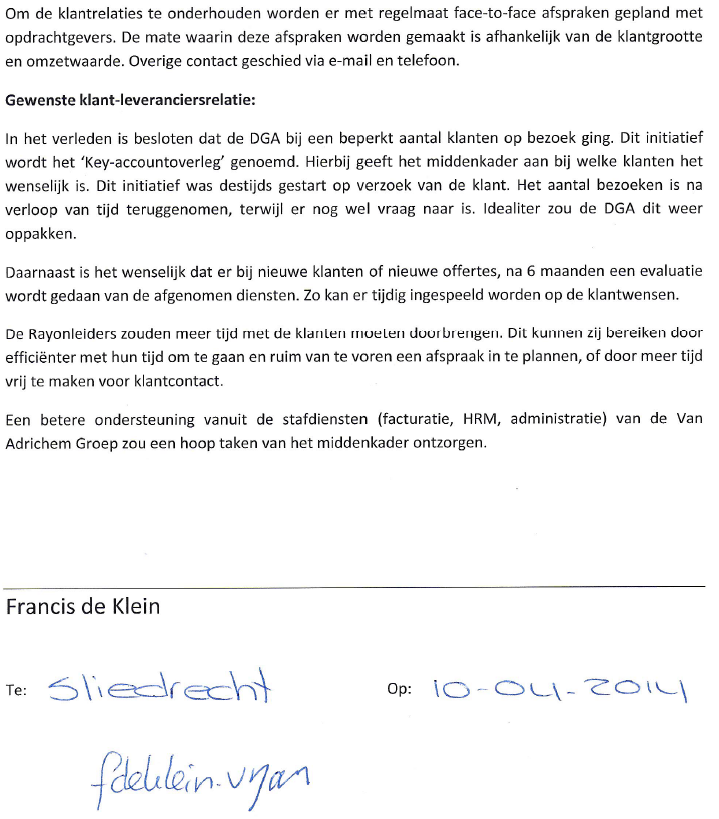 Om de klantrelaties te onderhouden worden er met regelmaat face-to-face afspraken gepland met
opdrachtgevers. De mate waarin deze afspraken worden gemaakt is afhankelijk van de klantgrootte
en omzetwaarde. Overige contact geschied via e-mail en telefoon.
Gewenste klant-leveranciersrelatie:
In het verleden is besloten dat de DGA bij een beperkt aantal klanten op bezoek ging. Dit initiatief
wordt het ‘Key-accountoverleg’ genoemd. Hierbij geeft het middenkader aan bij welke klanten het
wenselijk is. Dit initiatief was destijds gestart op verzoek van de klant. Het aantal bezoeken is na
verloop van tijd teruggenomen, terwijl er nog wel vraag naar is. Idealiter zou de DGA dit weer
oppakken.
Daarnaast is het wenselijk dat er bij nieuwe klanten of nieuwe offertes, na 6 maanden een evaluatie
wordt gedaan van de afgenomen diensten. Zo kan er tijdig ingespeeld worden op de klantwensen.
De Rayonleiders zouden meer tijd met de klanten moeten doorbrengen. Dit kunnen zij bereiken door
efficiënter met hun tijd om te gaan en ruim van te voren een afspraak in te plannen, of door meer tijd
vrij te maken voor klantcontact.
Een betere ondersteuning vanuit de stafdiensten (facturatie, HRM, administratie) van de Van
Adrichem Groep zou een hoop taken van het middenkader ontzorgen.
Francis de Klein
Te: Sliedrecht Op: 10-04-2014
fdeklein-vrijan